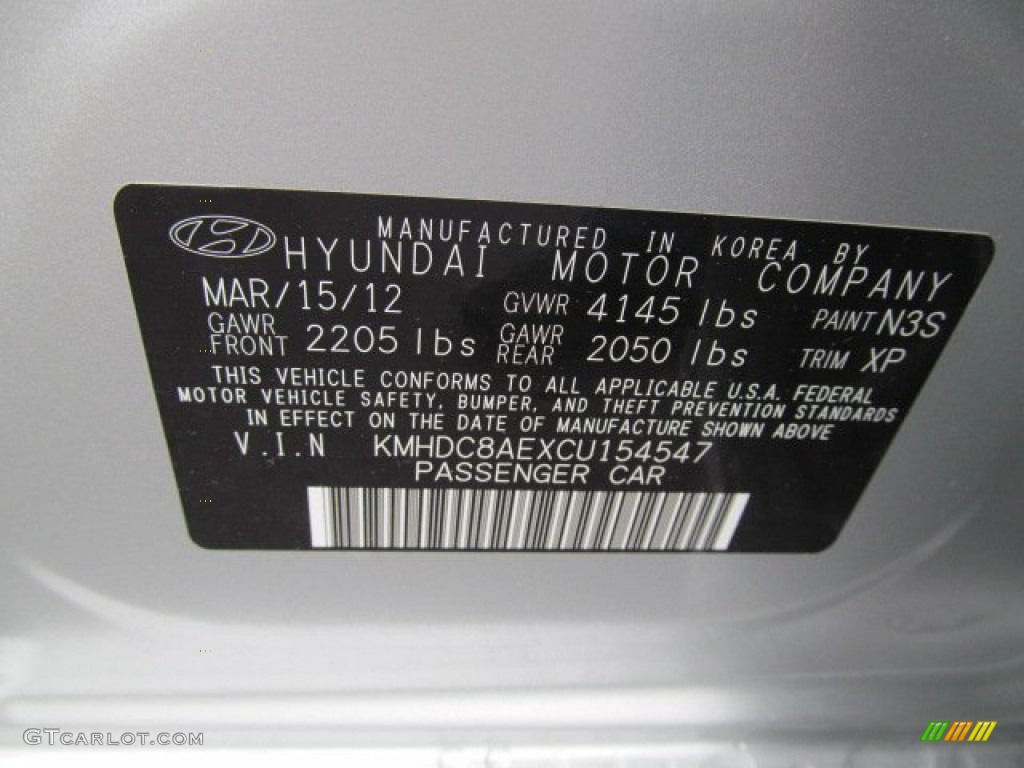 MANUFACTURED IN KOREA BY
HYUNDAI MOTOR COMPANY
MAR/15/12 GVWR 4145 lbs PAINT N3S
GAWR FRONT 2205 lbs GAWR REAR 2050 lbs TRIM XP
THIS VEHICLE CONFORMS TO ALL APPLICABLE U.S.A. FEDERAL
MOTOR VEHICLE SAFETY, BUMPER, AND THEFT PREVENTION STANDARDS
IN EFFECT ON THE DATE OF MANUFACTURE SHOWN ABOVE
V.I.N KMHDC8AEXCU154547
PASSENGER CAR
GTCARLOT.COM